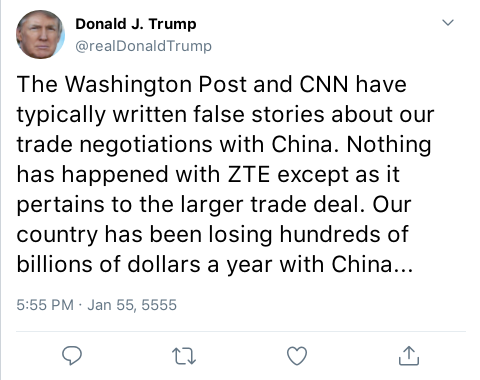 Donald J. Trump
@realDonaldTrump
The Washington Post and CNN have
typically written false stories about our
trade negotiations with China. Nothing
has happened with ZTE except as it
pertains to the larger trade deal. Our
country has been losing hundreds of
billions of dollars a year with China...
5:55 PM · Jan 55, 5555